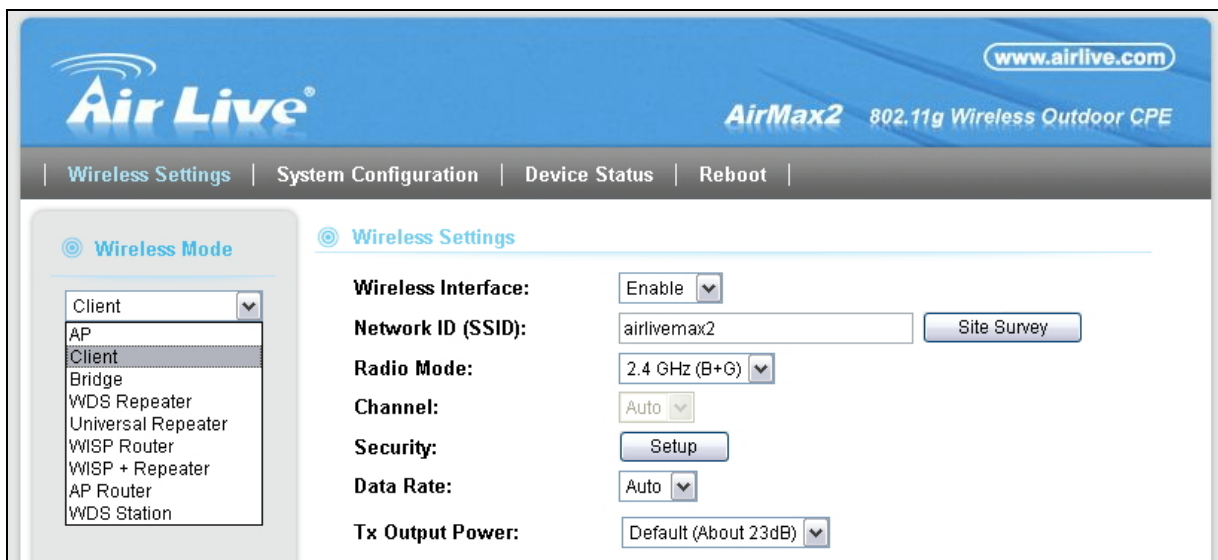 www.airlive.com
Air Live®
AirMax2 802.11g Wireless Outdoor CPE
| Wireless Settings | System Configuration | Device Status | Reboot |
Wireless Mode
Client
AP
Client
Bridge
WDS Repeater
Universal Repeater
WISP Router
WISP + Repeater
AP Router
WDS Station
Wireless Settings
Wireless Interface: Enable
Network ID (SSID): airlivemax2 Site Survey
Radio Mode: 2.4 GHz (B+G)
Channel: Auto
Security: Setup
Data Rate: Auto
Tx Output Power: Default (About 23dB)